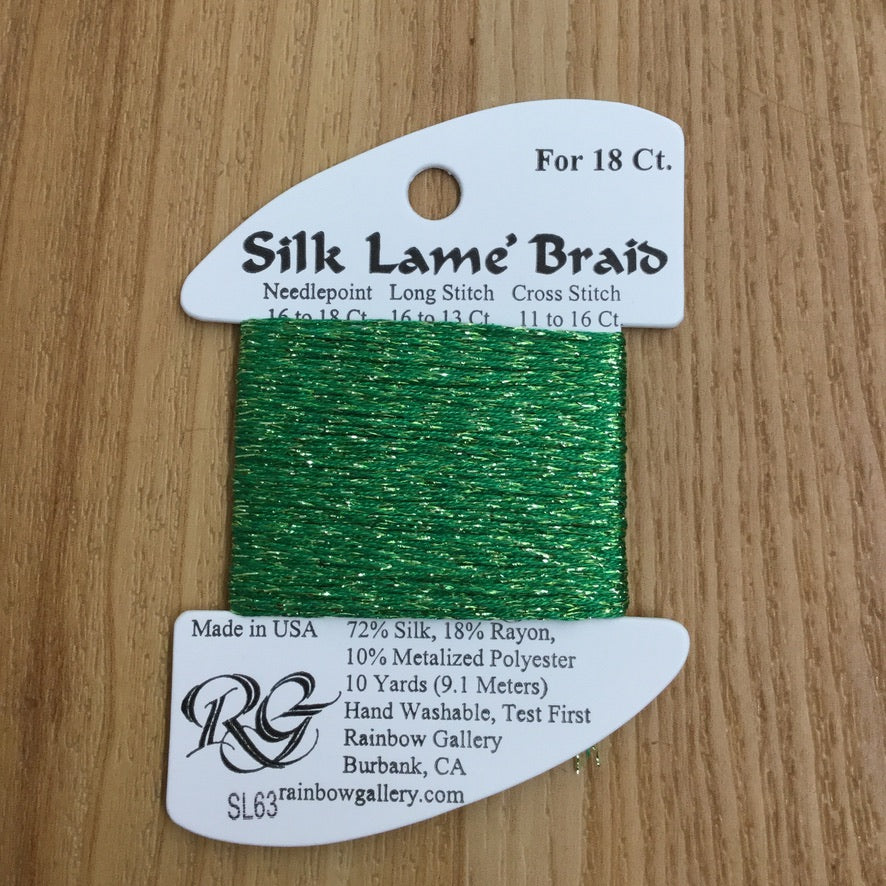 For 18 Ct.
Silk Lame' Braid
Needlepoint Long Stitch Cross Stitch
16 to 18 Ct. 16 to 13 Ct. 11 to 16 Ct.
Made in USA 72% Silk, 18% Rayon,
10% Metalized Polyester
10 Yards (9.1 Meters)
Hand Washable, Test First
RG Rainbow Gallery
Burbank, CA
SL63 rainbowgallery.com